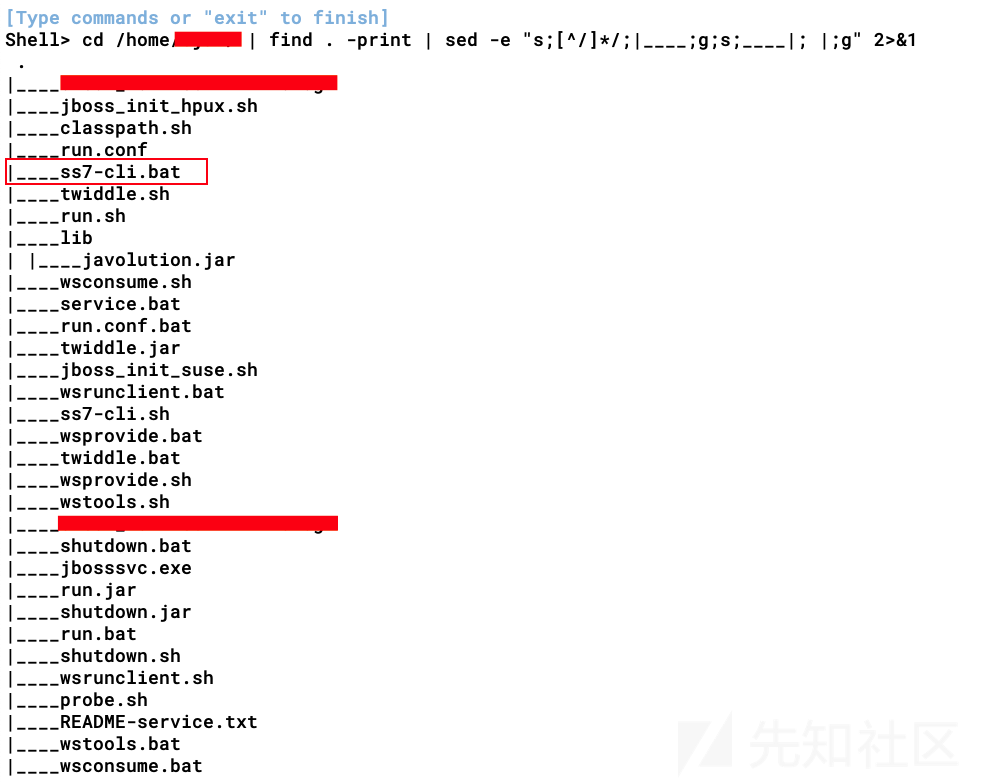 [Type commands or "exit" to finish]
Shell> cd /home/ | find . -print | sed -e "s;[^/]*/;|____;g;s;____|; |;g" 2>&1
.
|____
|____jboss_init_hpux.sh
|____classpath.sh
|____run.conf
|____ss7-cli.bat
|____twiddle.sh
|____run.sh
|____lib
| |____javolution.jar
|____wsconsume.sh
|____service.bat
|____run.conf.bat
|____twiddle.jar
|____jboss_init_suse.sh
|____wsrunclient.bat
|____ss7-cli.sh
|____wsprovide.bat
|____twiddle.bat
|____wsprovide.sh
|____wstools.sh
|____
|____shutdown.bat
|____jbosssvc.exe
|____run.jar
|____shutdown.jar
|____run.bat
|____shutdown.sh
|____wsrunclient.sh
|____probe.sh
|____README-service.txt
|____wstools.bat
|____wsconsume.bat
先知社区